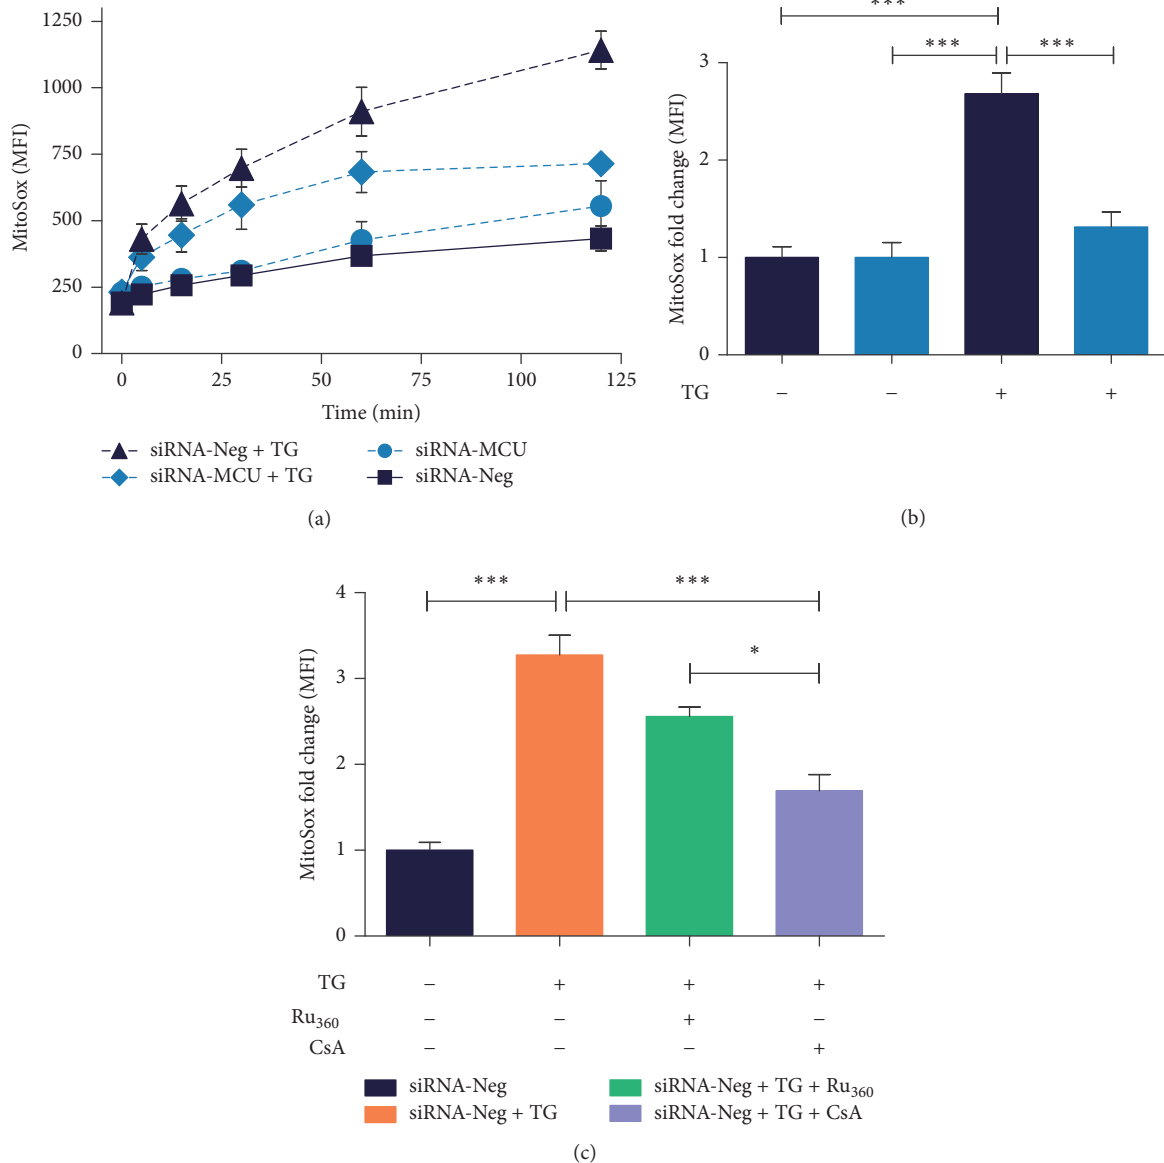 1250
1000
750
500
250
0
MitoSox (MFI)
0 25 50 75 100 125
Time (min)
siRNA-Neg + TG siRNA-MCU
siRNA-MCU + TG siRNA-Neg
(a)
***
*** ***
3
2
1
0
MitoSox fold change (MFI)
TG − − + +
(b)
*** ***
*
4
3
2
1
0
MitoSox fold change (MFI)
TG − + + +
Ru360 − − + −
CsA − − − +
siRNA-Neg siRNA-Neg + TG + Ru360
siRNA-Neg + TG siRNA-Neg + TG + CsA
(c)